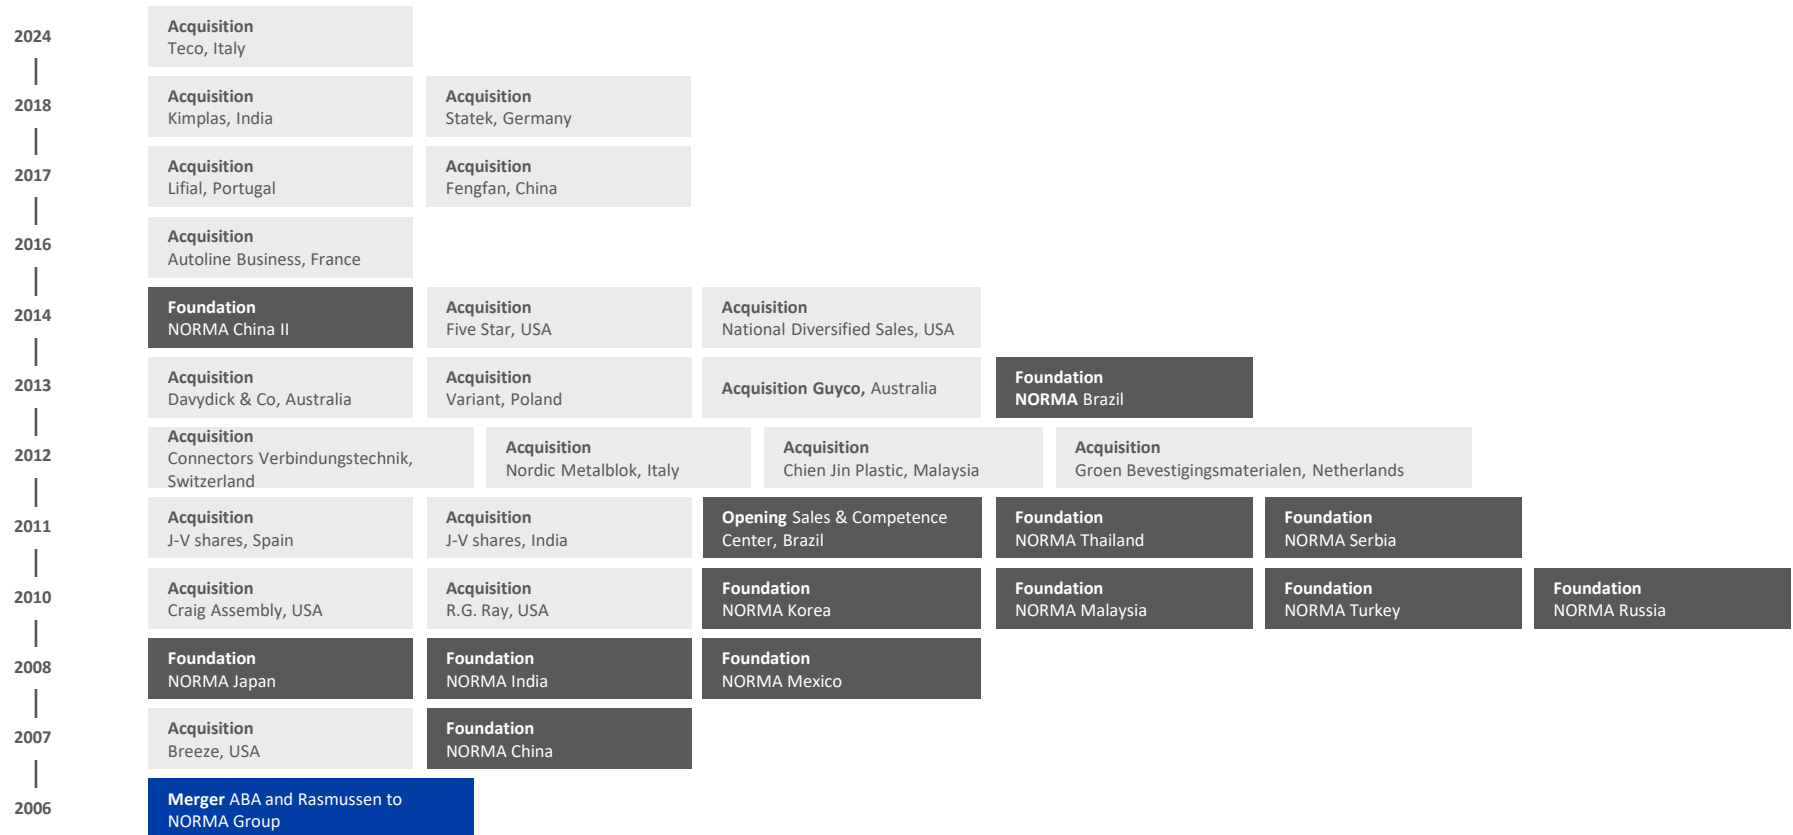 2024
Acquisition
Teco, Italy
2018
Acquisition
Kimplas, India
Acquisition
Statek, Germany
2017
Acquisition
Lifial, Portugal
Acquisition
Fengfan, China
2016
Acquisition
Autoline Business, France
2014
Foundation
NORMA China II
Acquisition
Five Star, USA
Acquisition
National Diversified Sales, USA
2013
Acquisition
Davydick & Co, Australia
Acquisition
Variant, Poland
Acquisition Guyco, Australia
Foundation
NORMA Brazil
2012
Acquisition
Connectors Verbindungstechnik,
Switzerland
Acquisition
Nordic Metalblok, Italy
Acquisition
Chien Jin Plastic, Malaysia
Acquisition
Groen Bevestigingsmaterialen, Netherlands
2011
Acquisition
J-V shares, Spain
Acquisition
J-V shares, India
Opening Sales & Competence
Center, Brazil
Foundation
NORMA Thailand
Foundation
NORMA Serbia
2010
Acquisition
Craig Assembly, USA
Acquisition
R.G. Ray, USA
Foundation
NORMA Korea
Foundation
NORMA Malaysia
Foundation
NORMA Turkey
Foundation
NORMA Russia
2008
Foundation
NORMA Japan
Foundation
NORMA India
Foundation
NORMA Mexico
2007
Acquisition
Breeze, USA
Foundation
NORMA China
2006
Merger ABA and Rasmussen to
NORMA Group